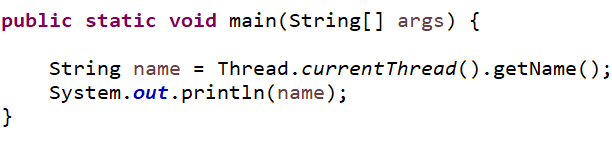 public static void main(String[] args) {
String name = Thread.currentThread().getName();
System.out.println(name);
}